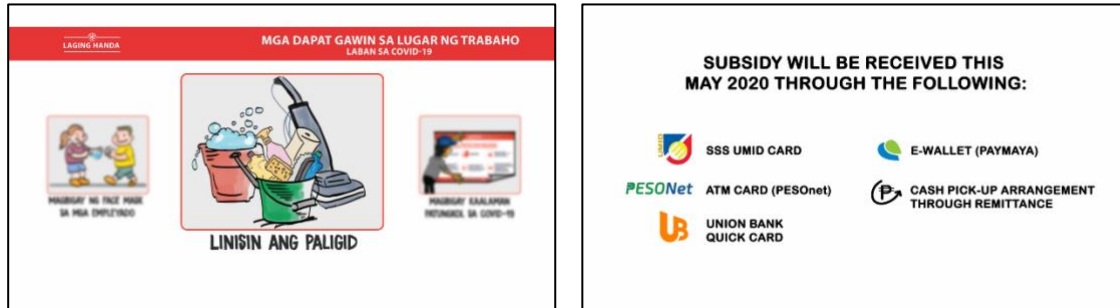 LAGING HANDA
MGA DAPAT GAWIN SA LUGAR NG TRABAHO
LABAN SA COVID-19
MAGBIGAY NG FACE MASK
SA MGA EMPLEYADO
LINISIN ANG PALIGID
MAGBIGAY KAALAMAN
PATUNGKOL SA COVID-19
SUBSIDY WILL BE RECEIVED THIS
MAY 2020 THROUGH THE FOLLOWING:
UMID
SSS UMID CARD
PESONet
ATM CARD (PESOnet)
UB
UNION BANK
QUICK CARD
E-WALLET (PAYMAYA)
CASH PICK-UP ARRANGEMENT
THROUGH REMITTANCE